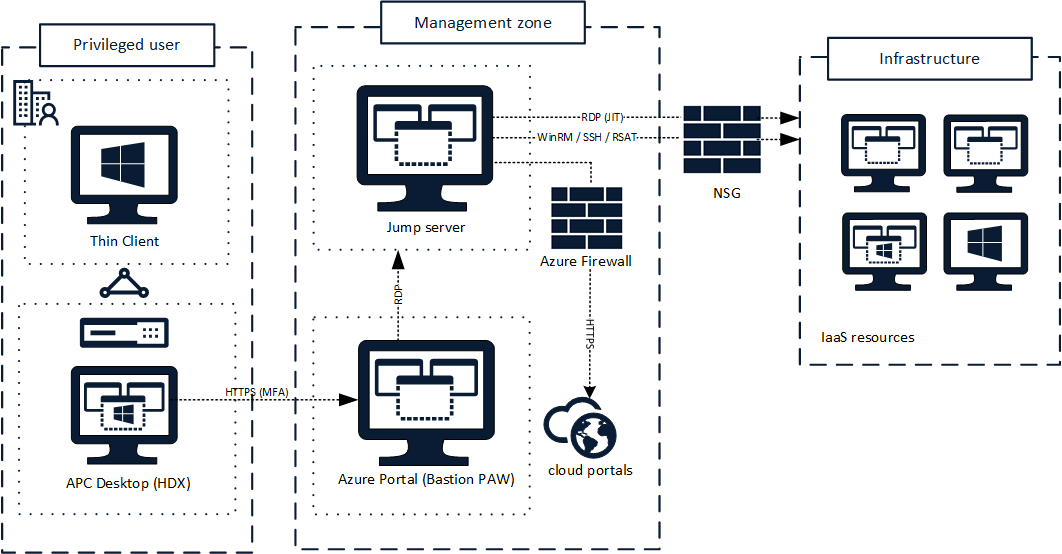 Privileged user
Management zone
Infrastructure
Thin Client
Jump server
RDP (JIT)
WinRM / SSH / RSAT
NSG
Azure Firewall
RDP
HTTPS
IaaS resources
HTTPS (MFA)
APC Desktop (HDX)
Azure Portal (Bastion PAW)
cloud portals